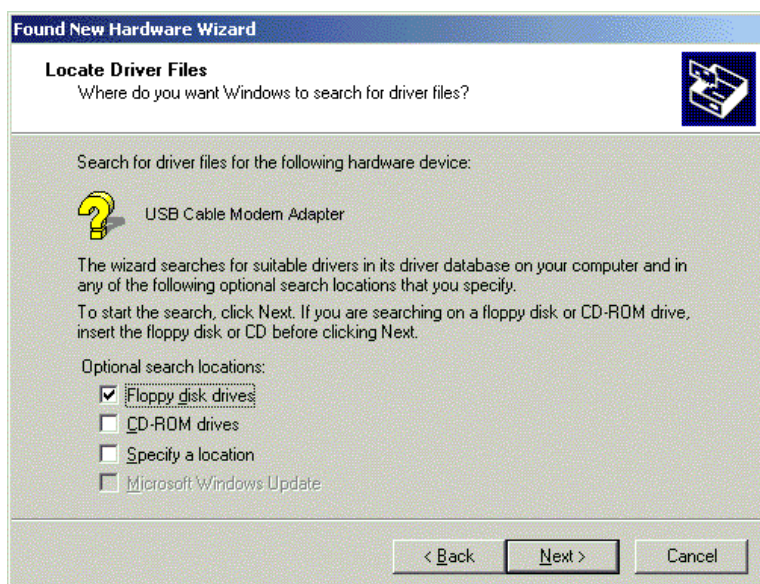 Found New Hardware Wizard
Locate Driver Files
Where do you want Windows to search for driver files?
Search for driver files for the following hardware device:
USB Cable Modem Adapter
The wizard searches for suitable drivers in its driver database on your computer and in
any of the following optional search locations that you specify.
To start the search, click Next. If you are searching on a floppy disk or CD-ROM drive,
insert the floppy disk or CD before clicking Next.
Optional search locations:
Floppy disk drives
CD-ROM drives
Specify a location
Microsoft Windows Update
< Back Next > Cancel